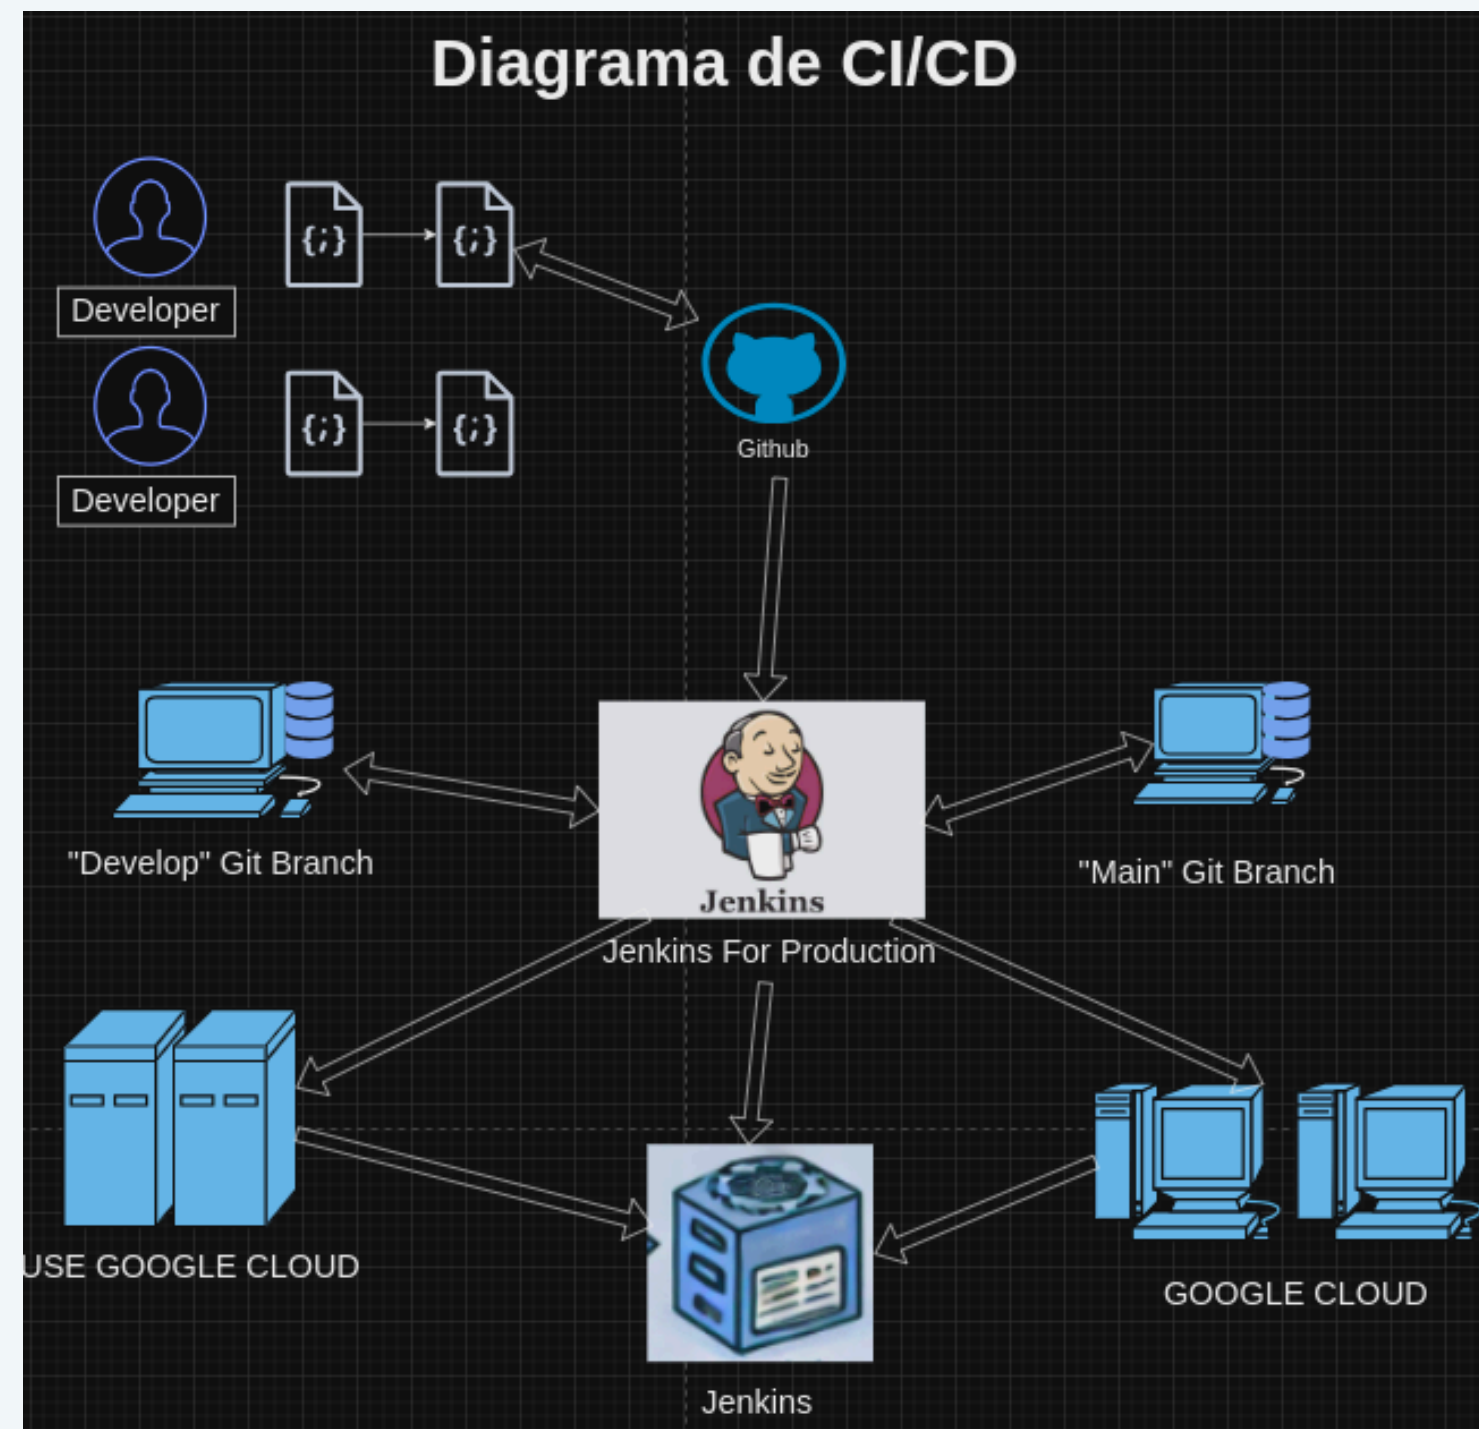 Diagrama de CI/CD
{;}
{;}
Developer
{;}
{;}
Developer
Github
Jenkins
"Develop" Git Branch
"Main" Git Branch
Jenkins For Production
USE GOOGLE CLOUD
GOOGLE CLOUD
Jenkins